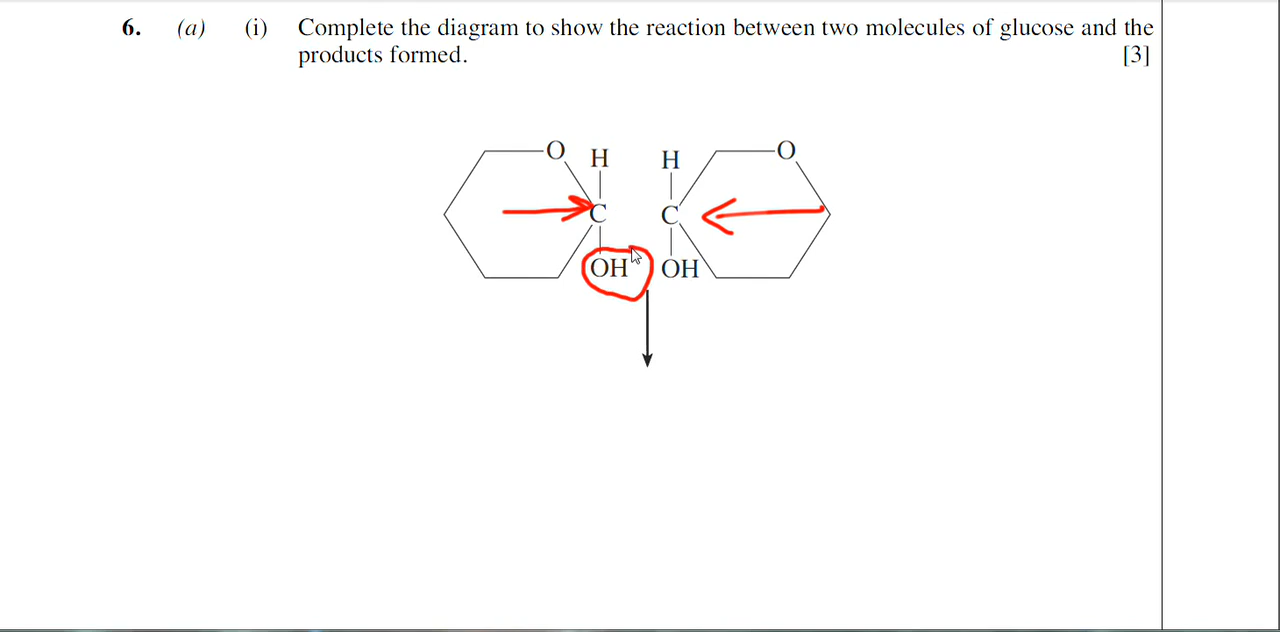 6. (a) (i) Complete the diagram to show the reaction between two molecules of glucose and the
products formed. [3]
O H H O
C C
OH OH